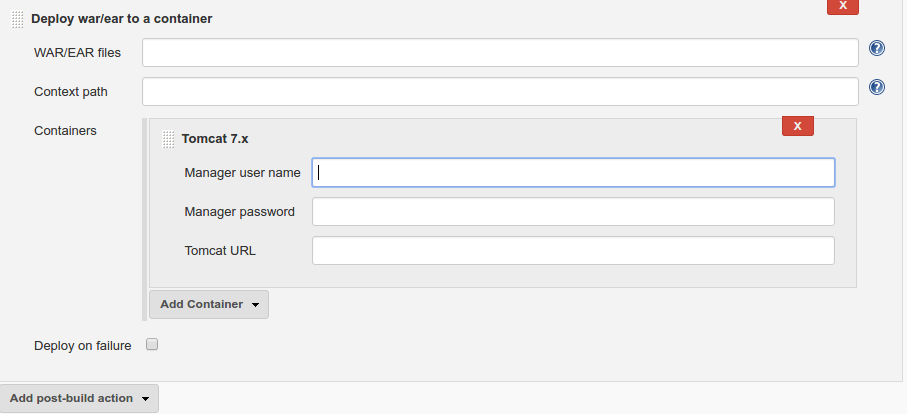 X
Deploy war/ear to a container
WAR/EAR files
?
Context path
?
Containers
X
Tomcat 7.x
Manager user name
Manager password
Tomcat URL
Add Container
Deploy on failure
Add post-build action